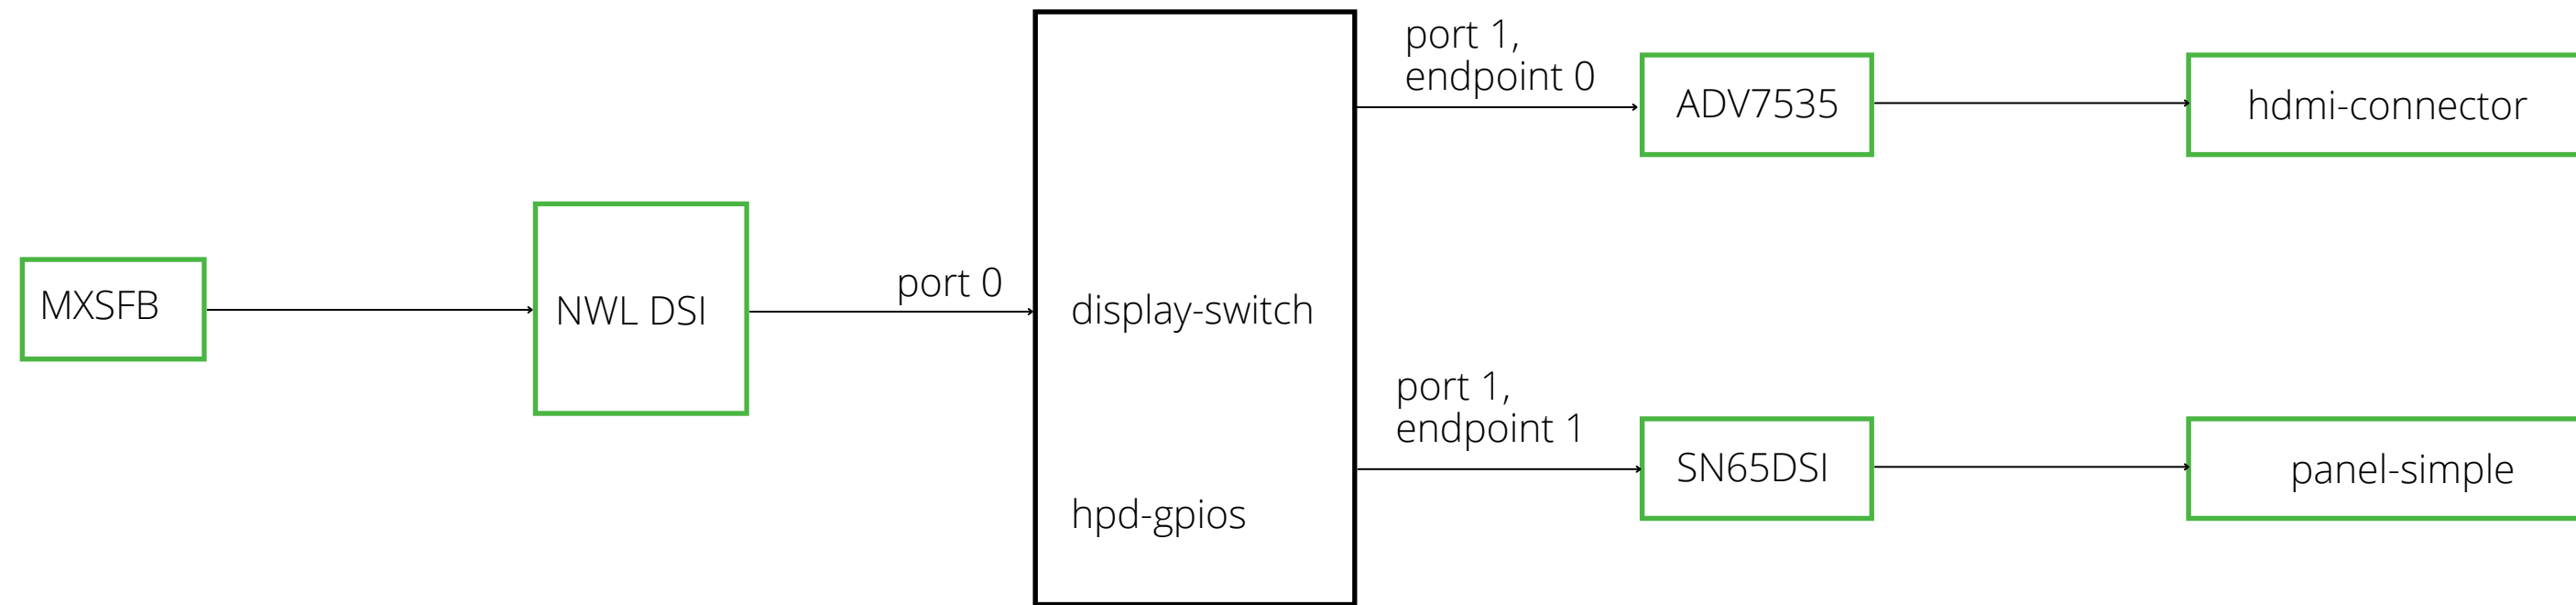 MXSFB
NWL DSI
port 0
display-switch
hpd-gpios
port 1,
endpoint 0
ADV7535
hdmi-connector
port 1,
endpoint 1
SN65DSI
panel-simple